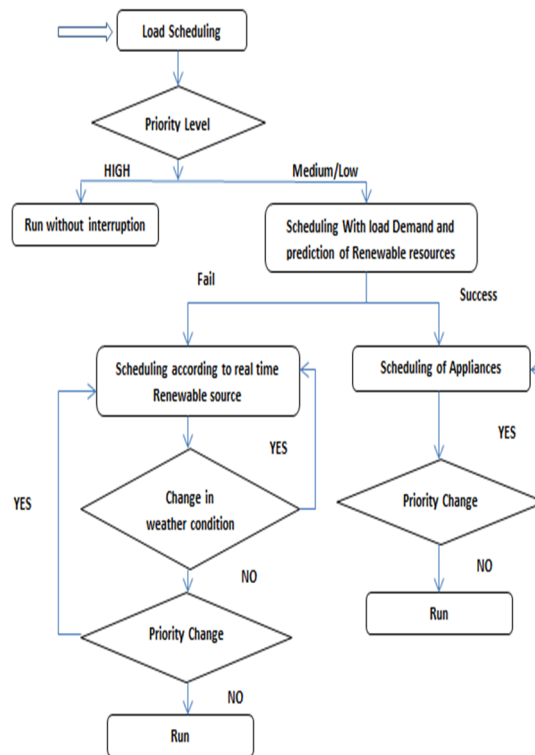 Load Scheduling
Priority Level
HIGH
Medium/Low
Run without interruption
Scheduling With load Demand and
prediction of Renewable resources
Fail
Success
Scheduling according to real time
Renewable source
Scheduling of Appliances
YES
YES
YES
Change in
weather condition
Priority Change
NO
NO
Priority Change
Run
NO
Run